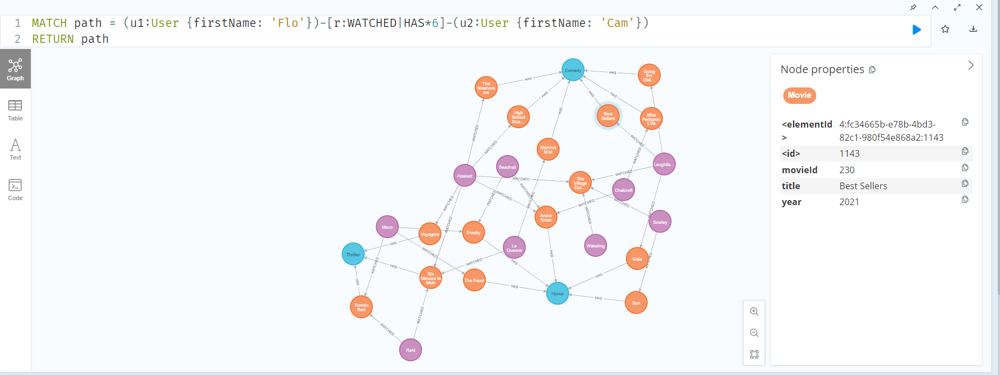 1 MATCH path = (u1:User {firstName: 'Flo'})-[r:WATCHED|HAS*6]-(u2:User {firstName: 'Cam'})
2 RETURN path
Graph
Table
Text
Code
Comedy
Going
the
Dist...
HAS
The
Nowhere
Inn
HAS
HAS
HAS
HAS
HAS
High
School
Mus...
Best
Sellers
Miss
Pettigrew
Live
WATCHED
WATCHED
WATCHED
WATCHED
Mamma
Mia!
Beadnall
Laughlis...
Haskett
WATCHED
The
Village
Det...
WATCHED
Chalcraft
WATCHED
WATCHED
WATCHED
WATCHED
WATCHED
WATCHED
WATCHED
WATCHED
WATCHED
WATCHED
Andra
Sidan
Sowley
Meco
Voyagers
Freaky
WATCHED
HAS
Le
Quesne
Wakeling
Thriller
WATCHED
HAS
Gaia
WATCHED
WATCHED
HAS
WATCHED
HAS
Six
Minutes to
Midn
The Feast
HAS
HAS
HAS
Horror
HAS
Son
Tomato
Red
WATCHED
WATCHED
Rahl
Node properties
Movie
<elementId
>
4:fc34665b-e78b-4bd3-
82c1-980f54e868a2:1143
<id> 1143
movieId 230
title Best Sellers
year 2021